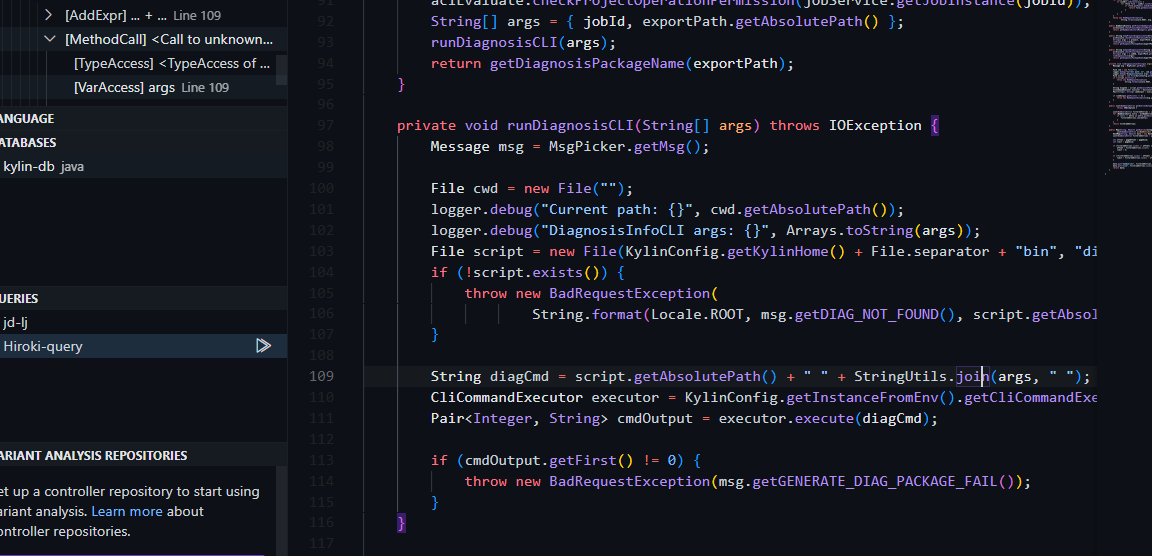 [AddExpr] ... + ... Line 109
[MethodCall] <Call to unknown...
[TypeAccess] <TypeAccess of ...
[VarAccess] args Line 109
ANGUAGE
ATABASES
kylin-db java
UERIES
jd-lj
Hiroki-query
ARIANT ANALYSIS REPOSITORIES
et up a controller repository to start using
ariant analysis. Learn more about
ontroller repositories.
91 aclEvaluate.checkProjectOperationPermission(jobService.getJobInstance(jobId));
92 String[] args = { jobId, exportPath.getAbsolutePath() };
93 runDiagnosisCLI(args);
94 return getDiagnosisPackageName(exportPath);
95 }
96
97 private void runDiagnosisCLI(String[] args) throws IOException {
98 Message msg = MsgPicker.getMsg();
99
100 File cwd = new File("");
101 logger.debug("Current path: {}", cwd.getAbsolutePath());
102 logger.debug("DiagnosisInfoCLI args: {}", Arrays.toString(args));
103 File script = new File(KylinConfig.getKylinHome() + File.separator + "bin", "di
104 if (!script.exists()) {
105 throw new BadRequestException(
106 String.format(Locale.ROOT, msg.getDIAG_NOT_FOUND(), script.getAbsol
107 }
108
109 String diagCmd = script.getAbsolutePath() + " " + StringUtils.join(args, " ");
110 CliCommandExecutor executor = KylinConfig.getInstanceFromEnv().getCliCommandExe
111 Pair<Integer, String> cmdOutput = executor.execute(diagCmd);
112
113 if (cmdOutput.getFirst() != 0) {
114 throw new BadRequestException(msg.getGENERATE_DIAG_PACKAGE_FAIL());
115 }
116 }
117